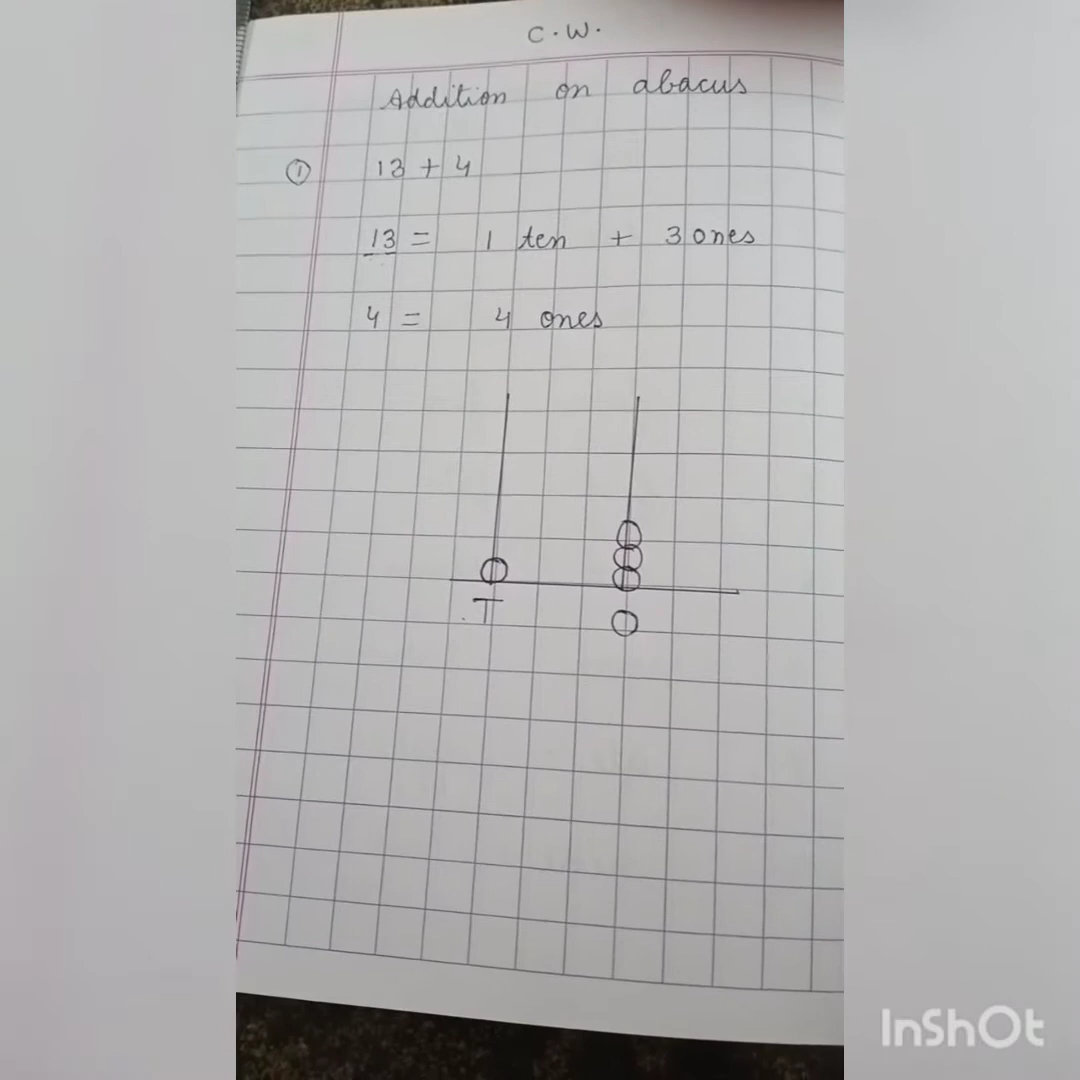 C.W.
Addition on abacus
① 13 + 4
13 = 1 ten + 3 ones
4 = 4 ones
T O
InShOt